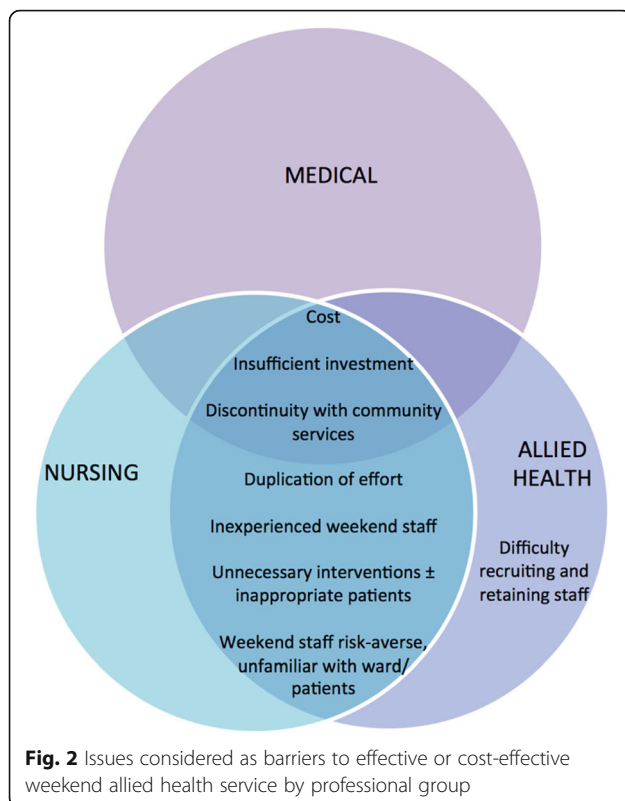 MEDICAL
Cost
Insufficient investment
Discontinuity with community
services
NURSING
Duplication of effort
Inexperienced weekend staff
Unnecessary interventions ±
inappropriate patients
Weekend staff risk-averse,
unfamiliar with ward/
patients
ALLIED
HEALTH
Difficulty
recruiting and
retaining staff
Fig. 2 Issues considered as barriers to effective or cost-effective
weekend allied health service by professional group